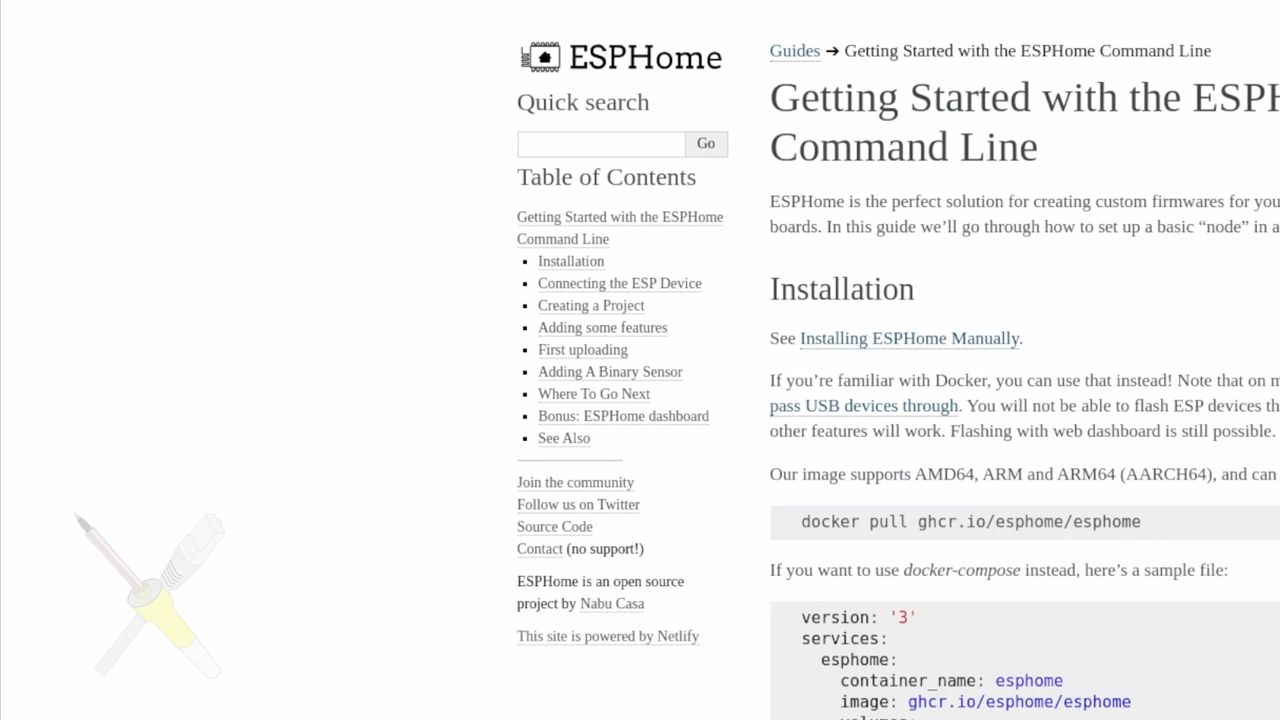 ESPHome
Quick search
Go
Table of Contents
Getting Started with the ESPHome
Command Line
Installation
Connecting the ESP Device
Creating a Project
Adding some features
First uploading
Adding A Binary Sensor
Where To Go Next
Bonus: ESPHome dashboard
See Also
Join the community
Follow us on Twitter
Source Code
Contact (no support!)
ESPHome is an open source
project by Nabu Casa
This site is powered by Netlify
Guides ➔ Getting Started with the ESPHome Command Line
Getting Started with the ESPH
Command Line
ESPHome is the perfect solution for creating custom firmwares for you
boards. In this guide we’ll go through how to set up a basic “node” in a
Installation
See Installing ESPHome Manually.
If you’re familiar with Docker, you can use that instead! Note that on m
pass USB devices through. You will not be able to flash ESP devices th
other features will work. Flashing with web dashboard is still possible.
Our image supports AMD64, ARM and ARM64 (AARCH64), and can
docker pull ghcr.io/esphome/esphome
If you want to use docker-compose instead, here’s a sample file:
version: '3'
services:
esphome:
container_name: esphome
image: ghcr.io/esphome/esphome